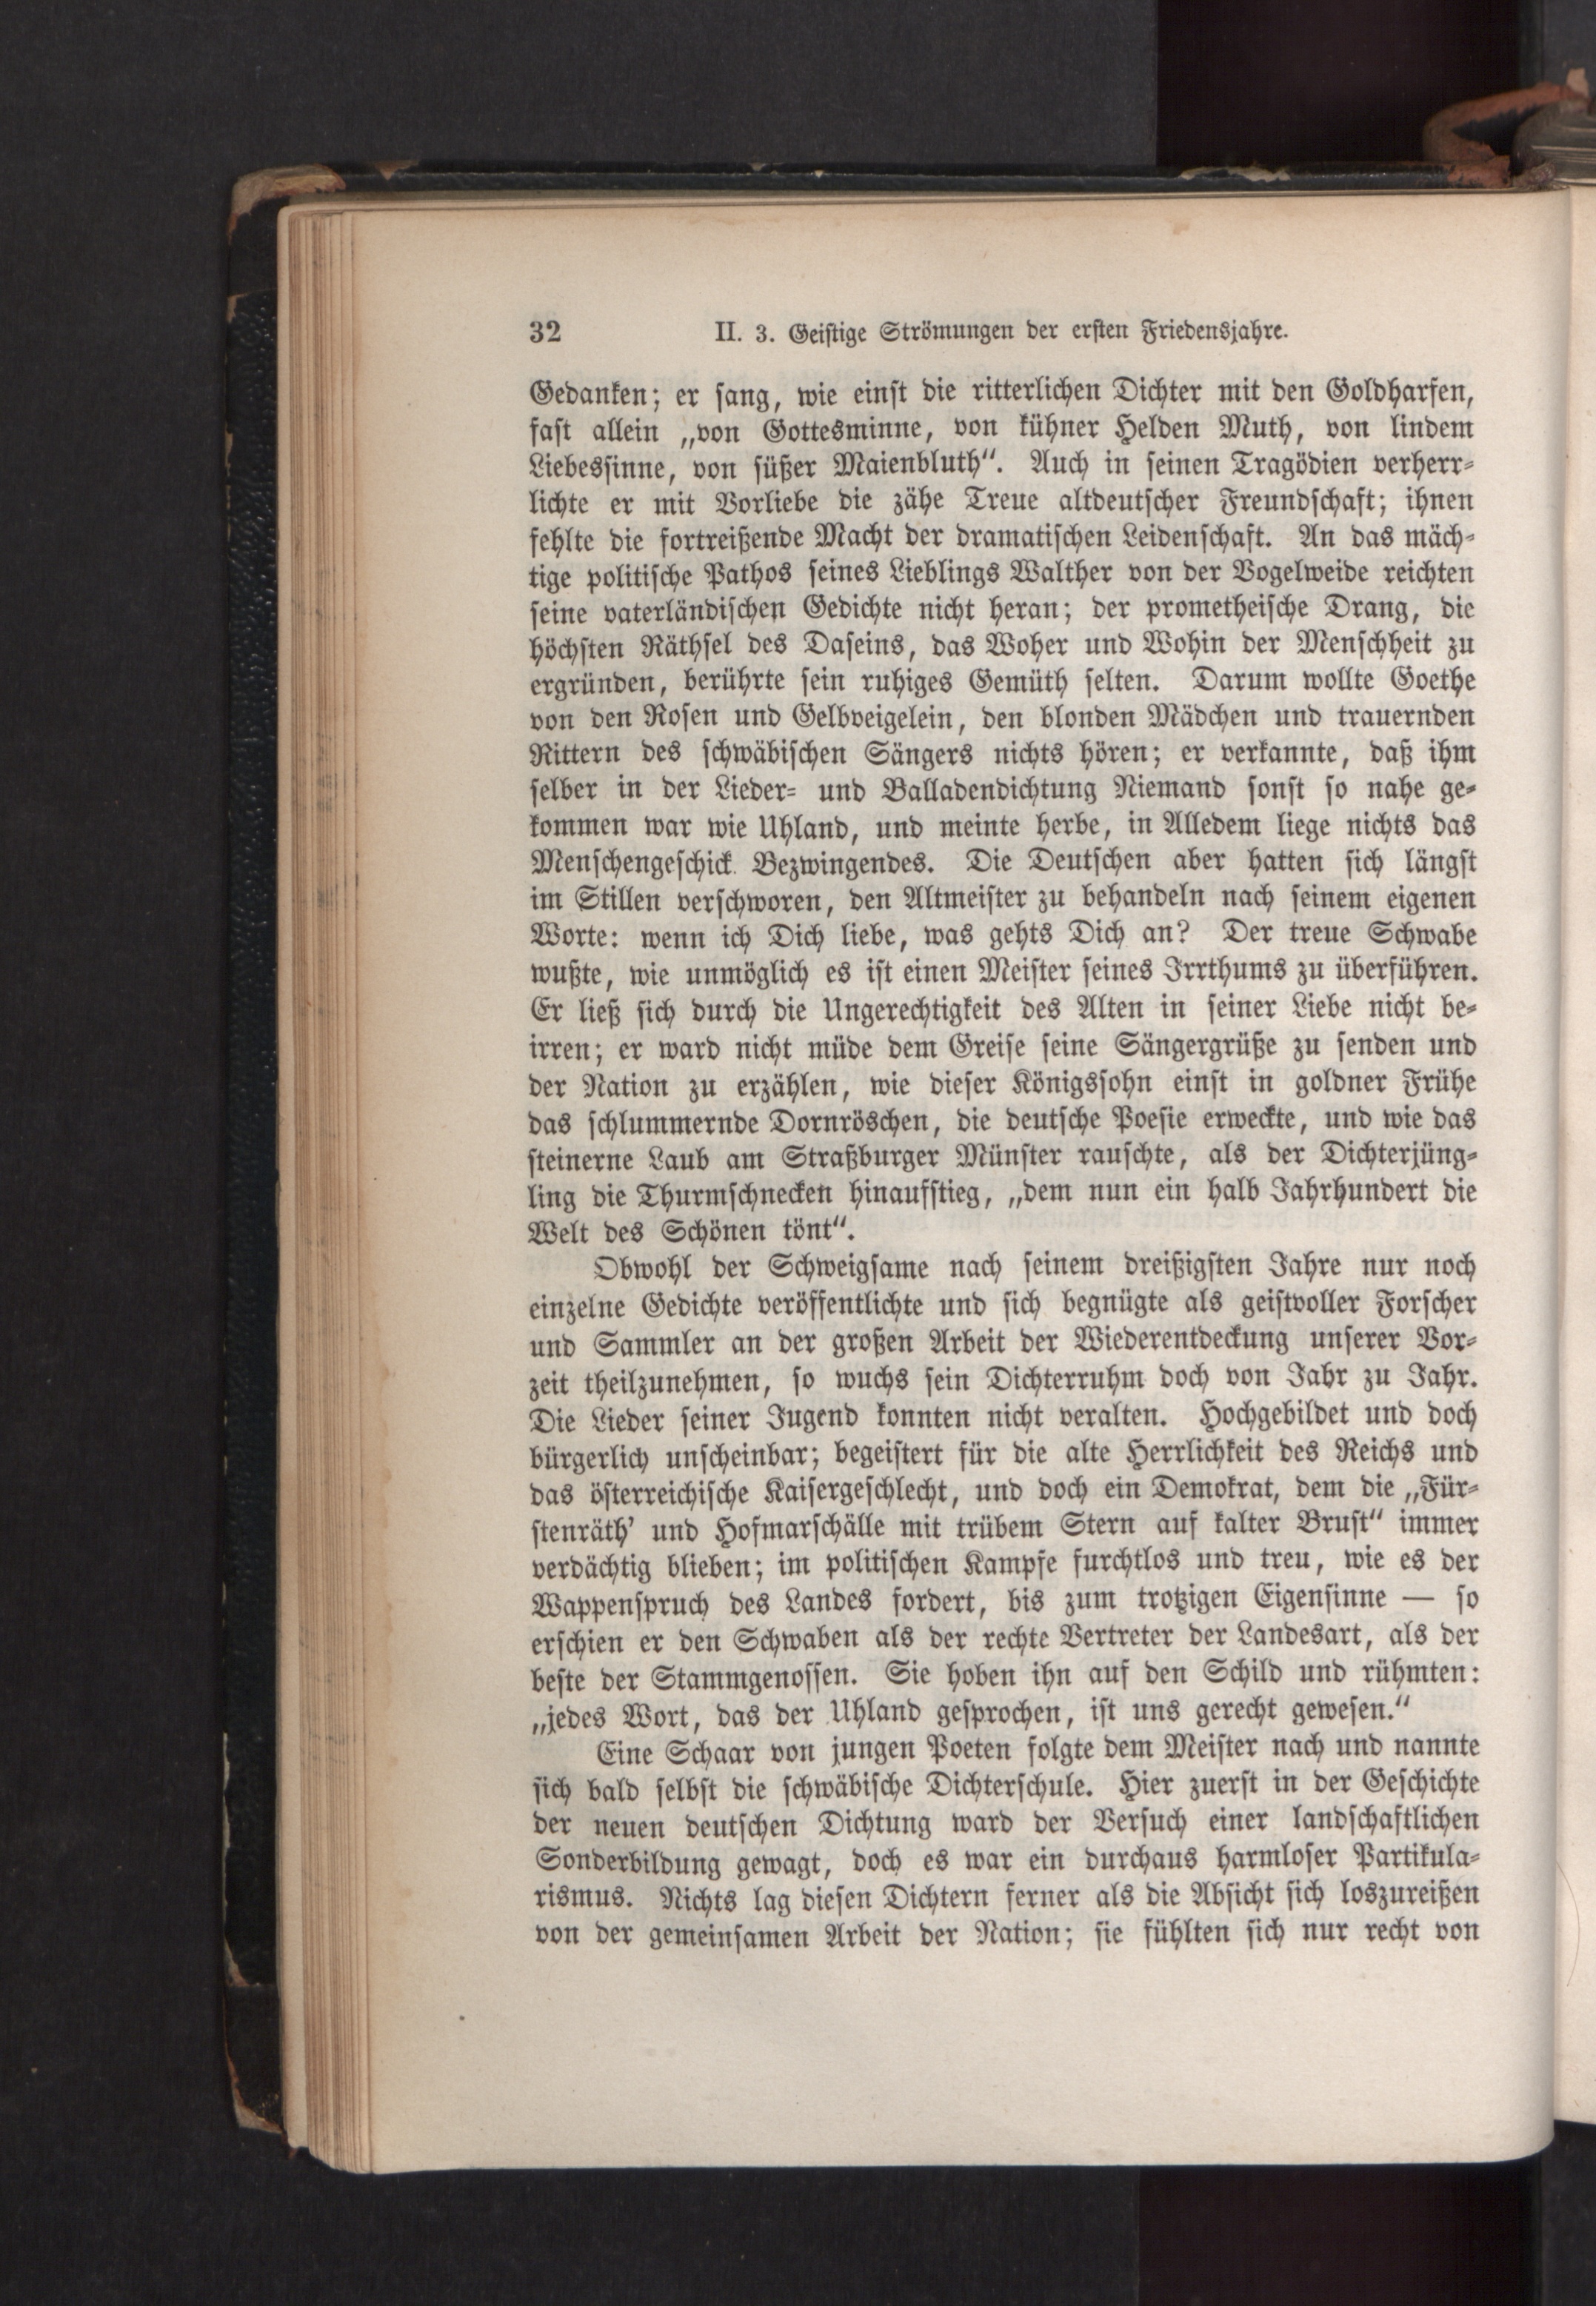 32 II. 3. Geistige Strömungen der ersten Friedensjahre.
Gedanken; er sang, wie einst die ritterlichen Dichter mit den Goldharfen,
fast allein „von Gottesminne, von kühner Helden Muth, von lindem
Liebessinne, von süßer Maienbluth“. Auch in seinen Tragödien verherr-
lichte er mit Vorliebe die zähe Treue altdeutscher Freundschaft; ihnen
fehlte die fortreißende Macht der dramatischen Leidenschaft. An das mäch-
tige politische Pathos seines Lieblings Walther von der Vogelweide reichten
seine vaterländischen Gedichte nicht heran; der prometheische Drang, die
höchsten Räthsel des Daseins, das Woher und Wohin der Menschheit zu
ergründen, berührte sein ruhiges Gemüth selten. Darum wollte Goethe
von den Rosen und Gelbveigelein, den blonden Mädchen und trauernden
Rittern des schwäbischen Sängers nichts hören; er verkannte, daß ihm
selber in der Lieder- und Balladendichtung Niemand sonst so nahe ge-
kommen war wie Uhland, und meinte herbe, in Alledem liege nichts das
Menschengeschick Bezwingendes. Die Deutschen aber hatten sich längst
im Stillen verschworen, den Altmeister zu behandeln nach seinem eigenen
Worte: wenn ich Dich liebe, was gehts Dich an? Der treue Schwabe
wußte, wie unmöglich es ist einen Meister seines Irrthums zu überführen.
Er ließ sich durch die Ungerechtigkeit des Alten in seiner Liebe nicht be-
irren; er ward nicht müde dem Greise seine Sängergrüße zu senden und
der Nation zu erzählen, wie dieser Königssohn einst in goldner Frühe
das schlummernde Dornröschen, die deutsche Poesie erweckte, und wie das
steinerne Laub am Straßburger Münster rauschte, als der Dichterjüng-
ling die Thurmschnecken hinaufstieg, „dem nun ein halb Jahrhundert die
Welt des Schönen tönt“.
Obwohl der Schweigsame nach seinem dreißigsten Jahre nur noch
einzelne Gedichte veröffentlichte und sich begnügte als geistvoller Forscher
und Sammler an der großen Arbeit der Wiederentdeckung unserer Vor-
zeit theilzunehmen, so wuchs sein Dichterruhm doch von Jahr zu Jahr.
Die Lieder seiner Jugend konnten nicht veralten. Hochgebildet und doch
bürgerlich unscheinbar; begeistert für die alte Herrlichkeit des Reichs und
das österreichische Kaisergeschlecht, und doch ein Demokrat, dem die „Für-
stenräth’ und Hofmarschälle mit trübem Stern auf kalter Brust“ immer
verdächtig blieben; im politischen Kampfe furchtlos und treu, wie es der
Wappenspruch des Landes fordert, bis zum trotzigen Eigensinne — so
erschien er den Schwaben als der rechte Vertreter der Landesart, als der
beste der Stammgenossen. Sie hoben ihn auf den Schild und rühmten:
„jedes Wort, das der Uhland gesprochen, ist uns gerecht gewesen.“
Eine Schaar von jungen Poeten folgte dem Meister nach und nannte
sich bald selbst die schwäbische Dichterschule. Hier zuerst in der Geschichte
der neuen deutschen Dichtung ward der Versuch einer landschaftlichen
Sonderbildung gewagt, doch es war ein durchaus harmloser Partikula-
rismus. Nichts lag diesen Dichtern ferner als die Absicht sich loszureißen
von der gemeinsamen Arbeit der Nation; sie fühlten sich nur recht von